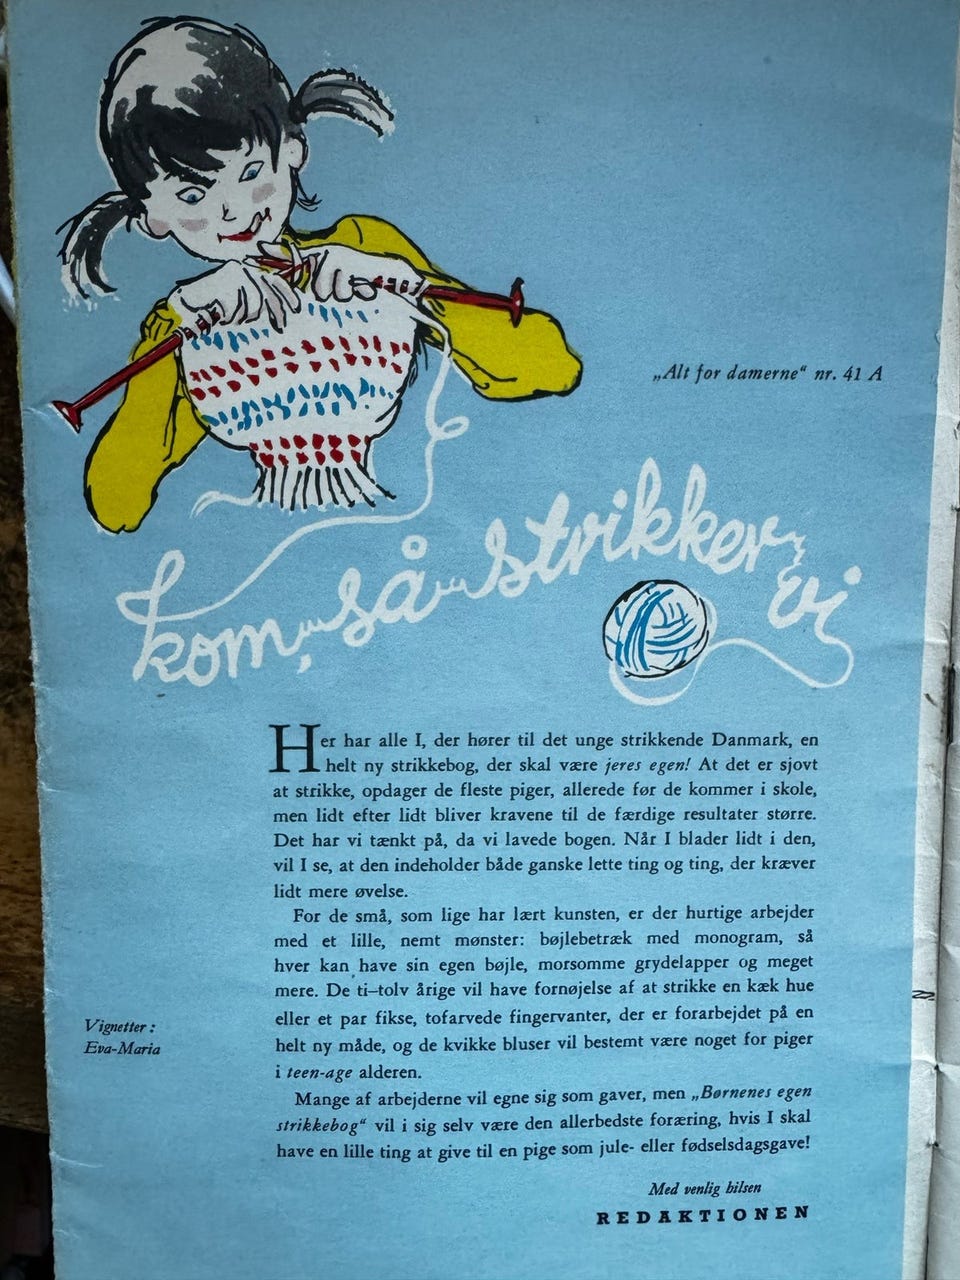 „Alt for damerne“ nr. 41 A
kom, så strikker vi
Her har alle I, der hører til det unge strikkende Danmark, en
helt ny strikkebog, der skal være jeres egen! At det er sjovt
at strikke, opdager de fleste piger, allerede før de kommer i skole,
men lidt efter lidt bliver kravene til de færdige resultater større.
Det har vi tænkt på, da vi lavede bogen. Når I blader lidt i den,
vil I se, at den indeholder både ganske lette ting og ting, der kræver
lidt mere øvelse.
For de små, som lige har lært kunsten, er der hurtige arbejder
med et lille, nemt mønster: bøjlebetræk med monogram, så
hver kan have sin egen bøjle, morsomme grydelapper og meget
mere. De ti–tolv årige vil have fornøjelse af at strikke en kæk hue
eller et par fikse, tofarvede fingervanter, der er forarbejdet på en
helt ny måde, og de kvikke bluser vil bestemt være noget for piger
i teen-age alderen.
Mange af arbejderne vil egne sig som gaver, men „Børnenes egen
strikkebog“ vil i sig selv være den allerbedste foræring, hvis I skal
have en lille ting at give til en pige som jule- eller fødselsdagsgave!
Med venlig hilsen
REDAKTIONEN
Vignetter:
Eva-Maria